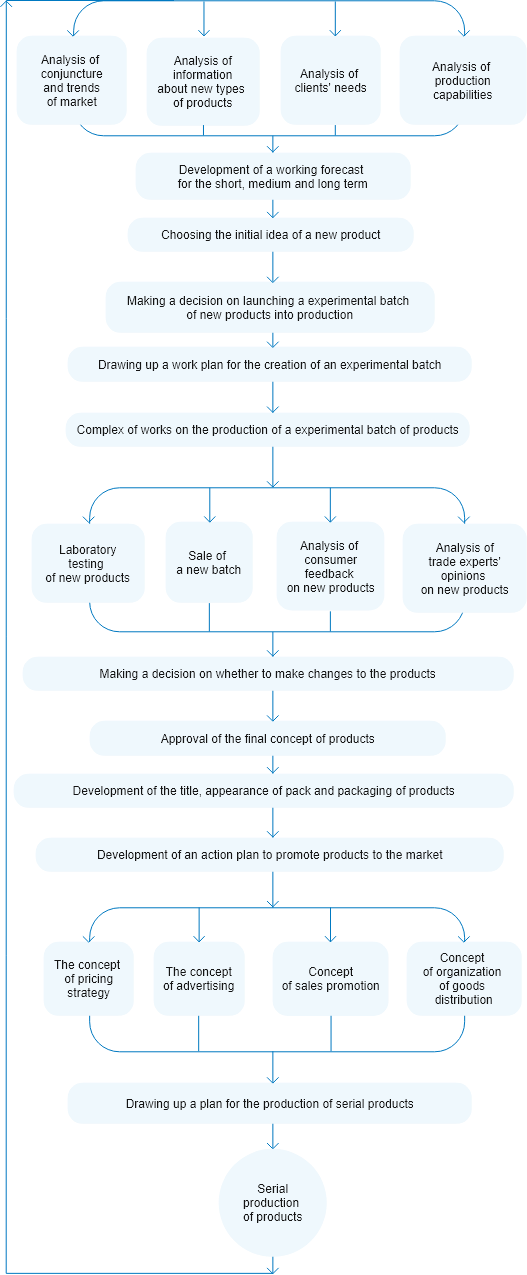 Analysis of
conjuncture
and trends
of market
Analysis of
information
about new types
of products
Analysis of
clients' needs
Analysis of
production
capabilities
Development of a working forecast
for the short, medium and long term
Choosing the initial idea of a new product
Making a decision on launching a experimental batch
of new products into production
Drawing up a work plan for the creation of an experimental batch
Complex of works on the production of a experimental batch of products
Laboratory
testing
of new products
Sale of
a new batch
Analysis of
consumer
feedback
on new products
Analysis of
trade experts'
opinions
on new products
Making a decision on whether to make changes to the products
Approval of the final concept of products
Development of the title, appearance of pack and packaging of products
Development of an action plan to promote products to the market
The concept
of pricing
strategy
The concept
of advertising
Concept
of sales promotion
Concept
of organization
of goods
distribution
Drawing up a plan for the production of serial products
Serial
production
of products